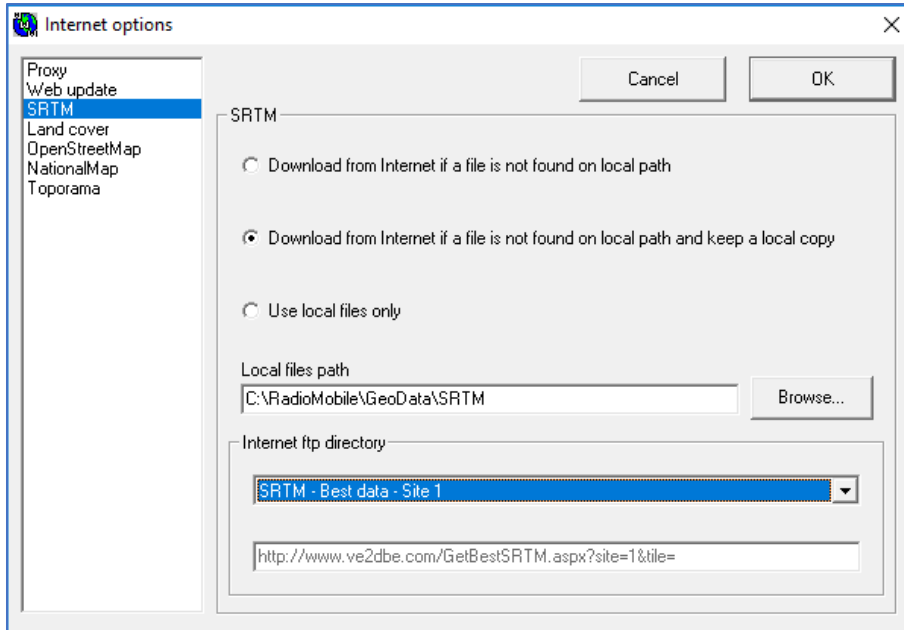 Internet options
Proxy
Web update
SRTM
Land cover
OpenStreetMap
NationalMap
Toporama
Cancel
OK
SRTM
Download from Internet if a file is not found on local path
Download from Internet if a file is not found on local path and keep a local copy
Use local files only
Local files path
C:\RadioMobile\GeoData\SRTM
Browse...
Internet ftp directory
SRTM - Best data - Site 1
http://www.ve2dbe.com/GetBestSRTM.aspx?site=1&tile=